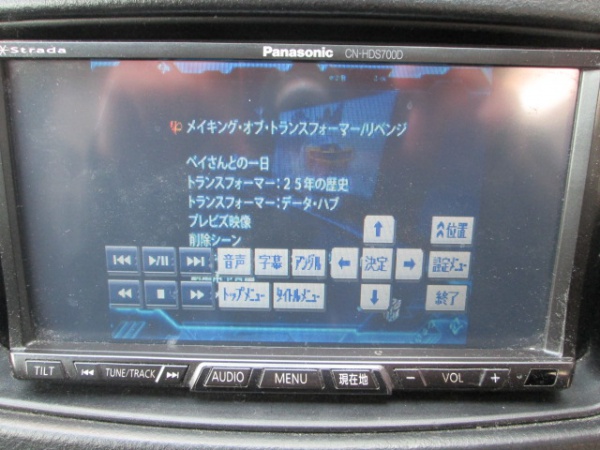 Strada Panasonic CN-HDS700D
メイキング・オブ・トランスフォーマー/リベンジ
ベイさんとの一日
トランスフォーマー：２５年の歴史
トランスフォーマー：データ・ハブ
プレビズ映像
削除シーン
音声 字幕 アングル 決定 位置 設定メニュー
トップメニュー タイトルメニュー 終了
TILT TUNE/TRACK AUDIO MENU 現在地 − VOL +